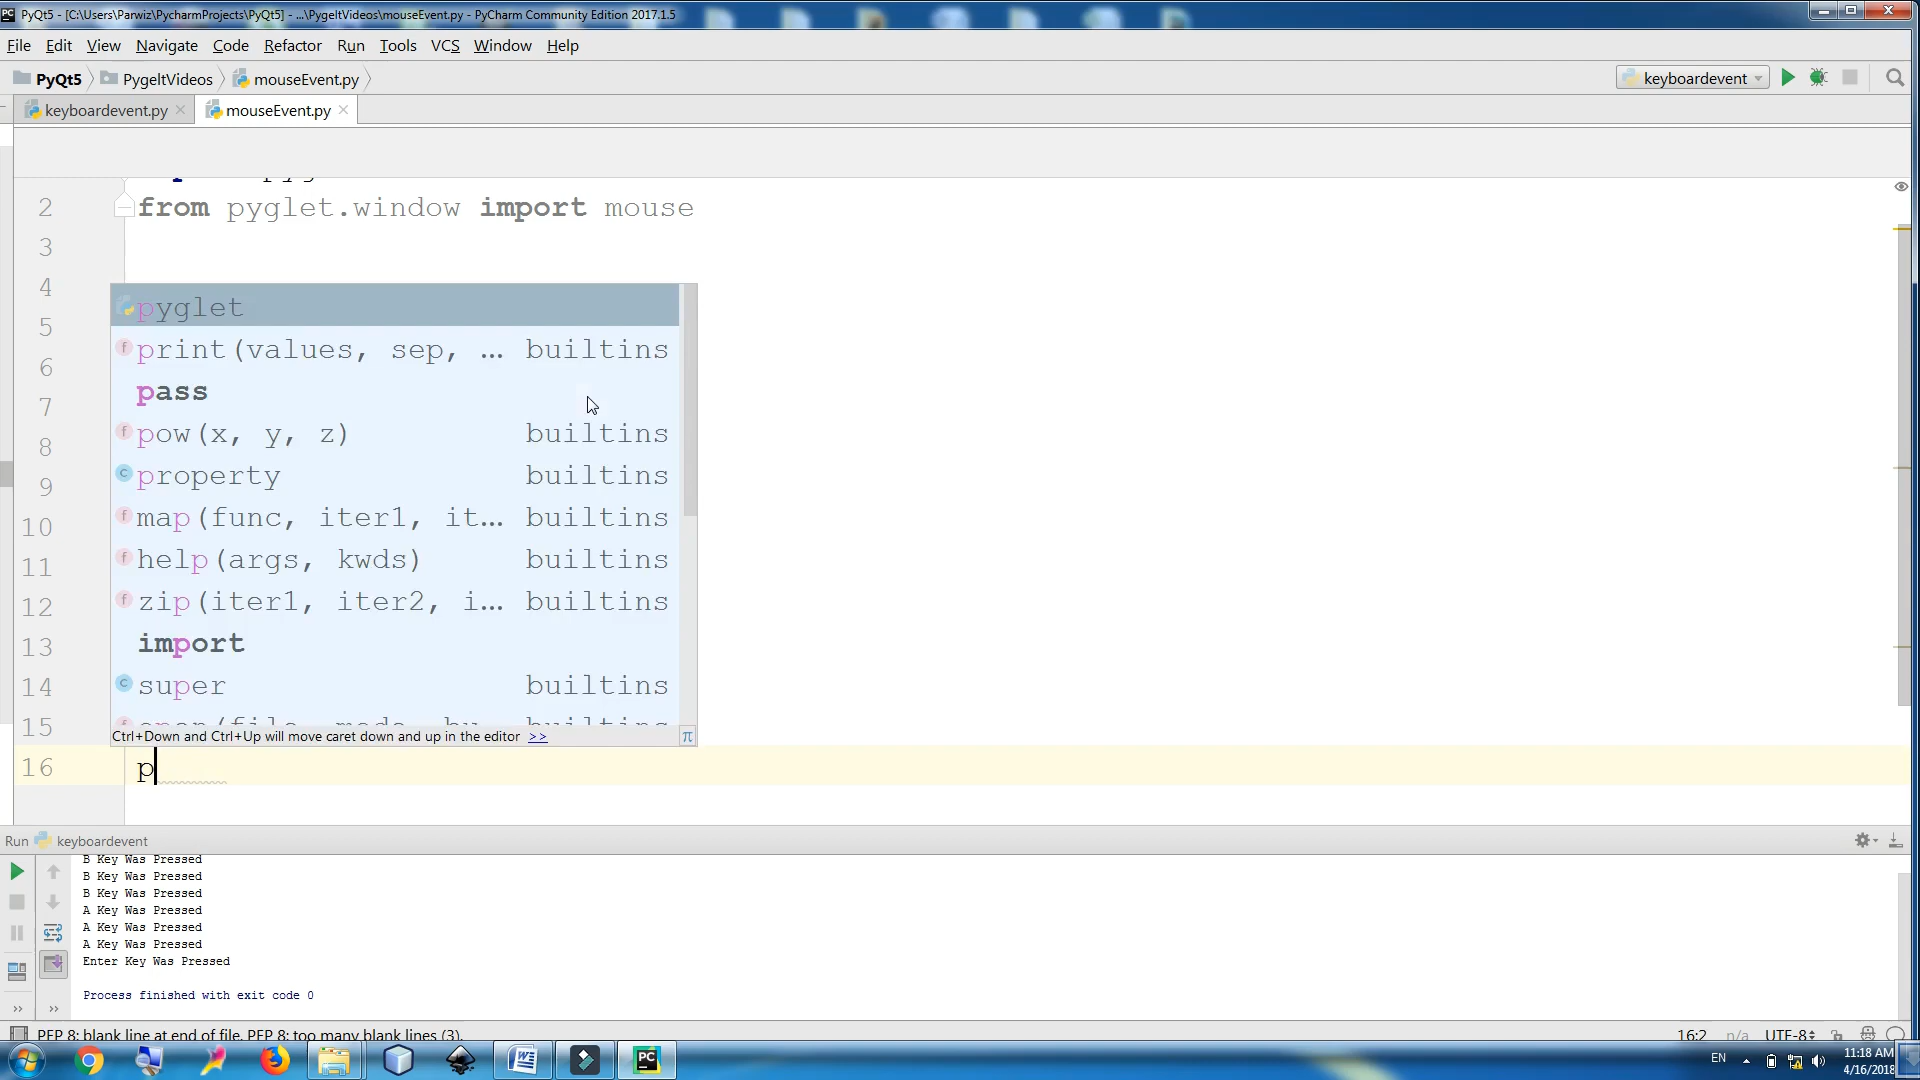 PyQt5 - [C:\Users\Parwiz\PycharmProjects\PyQt5] - ...\PygeltVideos\mouseEvent.py - PyCharm Community Edition 2017.1.5
File Edit View Navigate Code Refactor Run Tools VCS Window Help
PyQt5 PygeltVideos mouseEvent.py keyboardevent
keyboardevent.py mouseEvent.py
2 from pyglet.window import mouse
3
4
pyglet
5
print(values, sep, ... builtins
6
pass
7
pow(x, y, z) builtins
8
property builtins
9
map(func, iter1, it... builtins
10
help(args, kwds) builtins
11
zip(iter1, iter2, i... builtins
12
import
13
super builtins
14
15
Ctrl+Down and Ctrl+Up will move caret down and up in the editor >> π
16 p
Run keyboardevent
B Key Was Pressed
B Key Was Pressed
B Key Was Pressed
A Key Was Pressed
A Key Was Pressed
A Key Was Pressed
Enter Key Was Pressed
Process finished with exit code 0
PEP 8: blank line at end of file. PEP 8: too many blank lines (3). 16:2 n/a UTF-8
EN 11:18 AM
4/16/2018